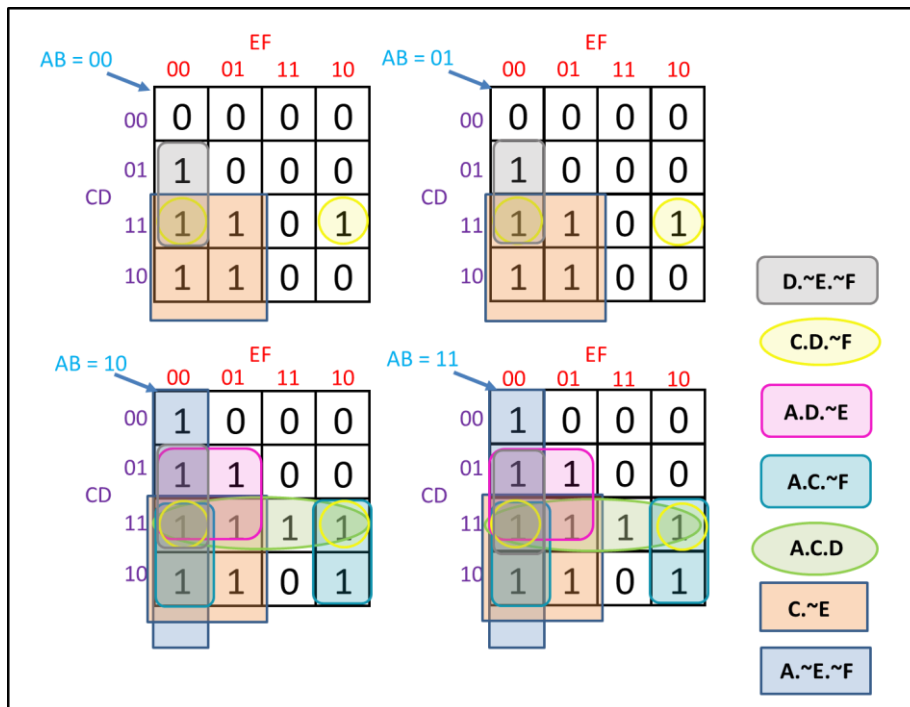 EF EF
AB = 00 AB = 01
00 01 11 10 00 01 11 10
00 0 0 0 0 00 0 0 0 0
01 1 0 0 0 01 1 0 0 0
CD CD
11 1 1 0 1 11 1 1 0 1
10 1 1 0 0 10 1 1 0 0
EF EF
AB = 10 AB = 11
00 01 11 10 00 01 11 10
00 1 0 0 0 00 1 0 0 0
01 1 1 0 0 01 1 1 0 0
CD CD
11 1 1 1 1 11 1 1 1 1
10 1 1 0 1 10 1 1 0 1
D.~E.~F
C.D.~F
A.D.~E
A.C.~F
A.C.D
C.~E
A.~E.~F